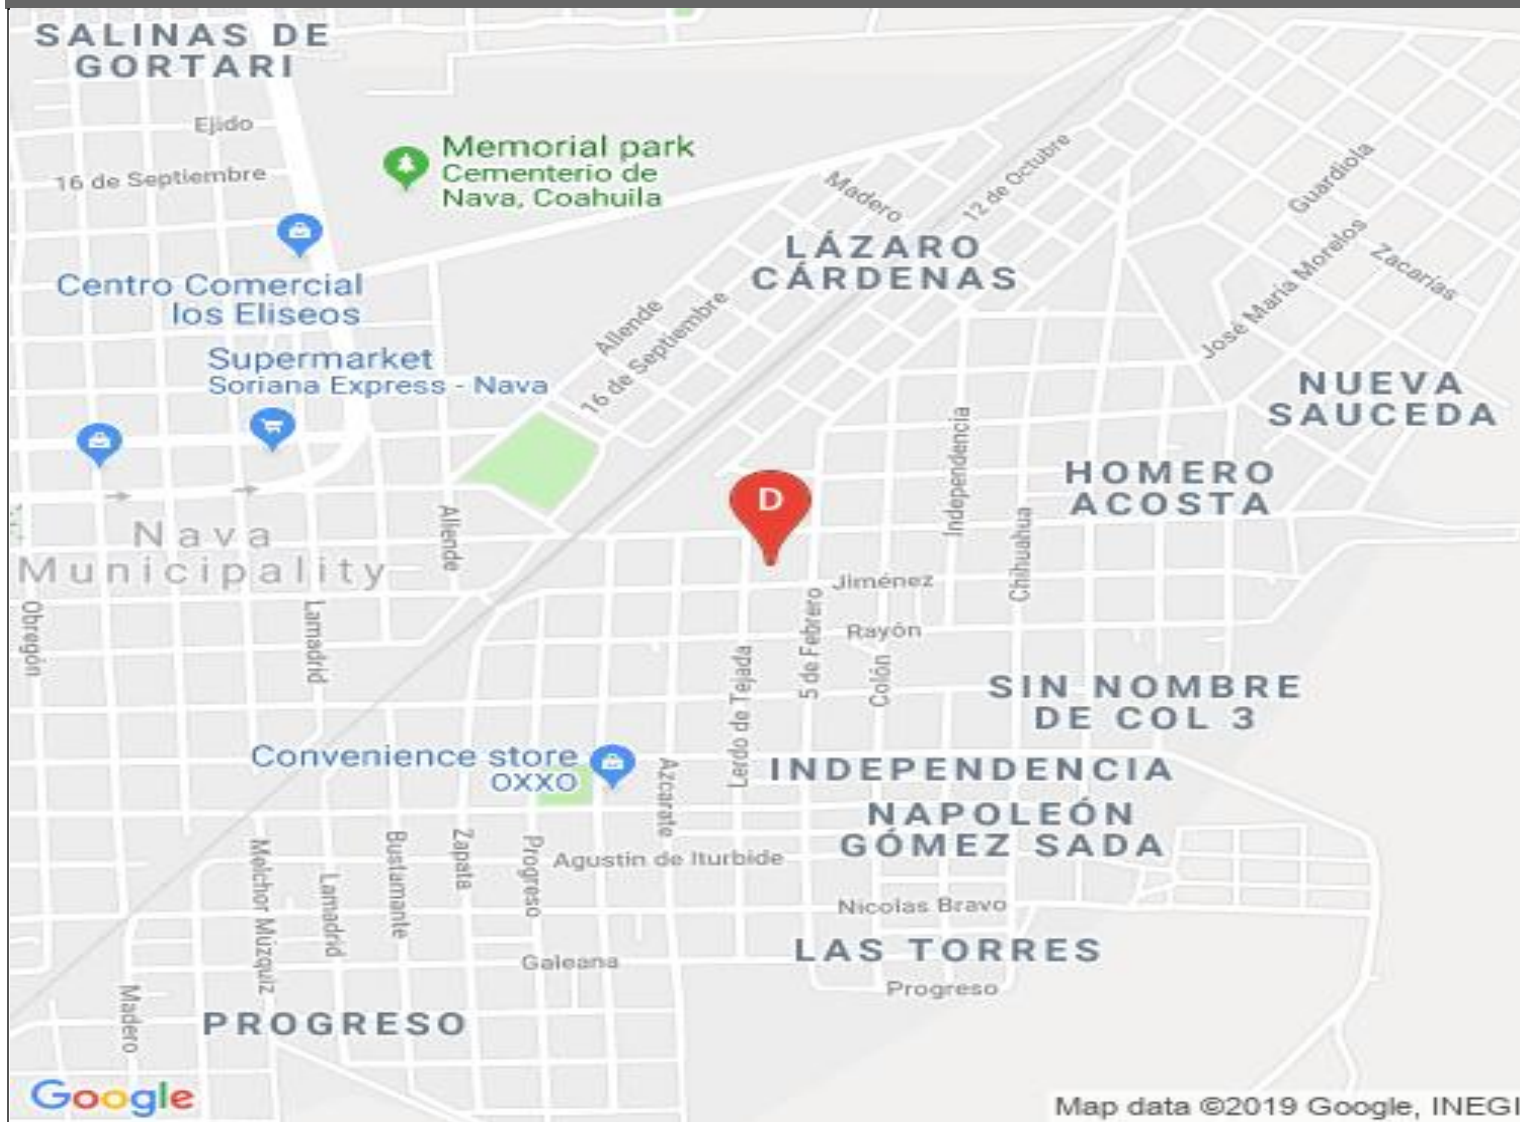 SALINAS DE
GORTARI
Ejido
16 de Septiembre
Memorial park
Cementerio de
Nava, Coahuila
Madero
12 de Octubre
Guardiola
LÁZARO
CÁRDENAS
José María Morelos
Zacarías
Centro Comercial
los Eliseos
Allende
16 de Septiembre
Supermarket
Soriana Express - Nava
NUEVA
SAUCEDA
Independencia
HOMERO
ACOSTA
D
Allende
Chihuahua
Nava
Municipality
Jiménez
Obregón
Lamadrid
5 de Febrero
Rayón
Colón
Lerdo de Tejada
SIN NOMBRE
DE COL 3
Convenience store
OXXO
Azcarate
INDEPENDENCIA
NAPOLEÓN
GÓMEZ SADA
Melchor Múzquiz
Lamadrid
Bustamante
Zapata
Progreso
Agustin de Iturbide
Nicolas Bravo
LAS TORRES
Galeana
Progreso
Madero
PROGRESO
Google
Map data ©2019 Google, INEGI